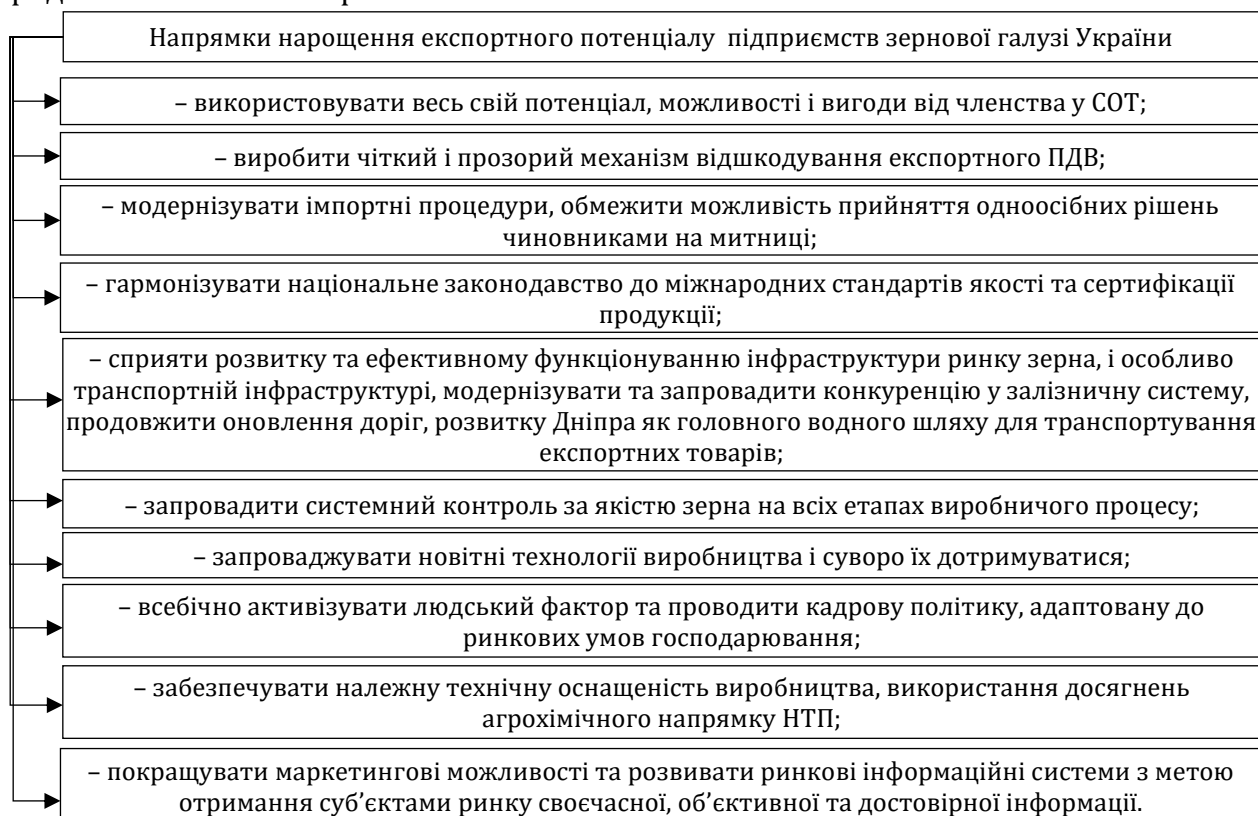 Напрямки нарощення експортного потенціалу підприємств зернової галузі України
– використовувати весь свій потенціал, можливості і вигоди від членства у СОТ;
– виробити чіткий і прозорий механізм відшкодування експортного ПДВ;
– модернізувати імпортні процедури, обмежити можливість прийняття одноосібних рішень
чиновниками на митниці;
– гармонізувати національне законодавство до міжнародних стандартів якості та сертифікації
продукції;
– сприяти розвитку та ефективному функціонуванню інфраструктури ринку зерна, і особливо
транспортній інфраструктурі, модернізувати та запровадити конкуренцію у залізничну систему,
продовжити оновлення доріг, розвитку Дніпра як головного водного шляху для транспортування
експортних товарів;
– запровадити системний контроль за якістю зерна на всіх етапах виробничого процесу;
– запроваджувати новітні технології виробництва і суворо їх дотримуватися;
– всебічно активізувати людський фактор та проводити кадрову політику, адаптовану до
ринкових умов господарювання;
– забезпечувати належну технічну оснащеність виробництва, використання досягнень
агрохімічного напрямку НТП;
– покращувати маркетингові можливості та розвивати ринкові інформаційні системи з метою
отримання суб’єктами ринку своєчасної, об’єктивної та достовірної інформації.